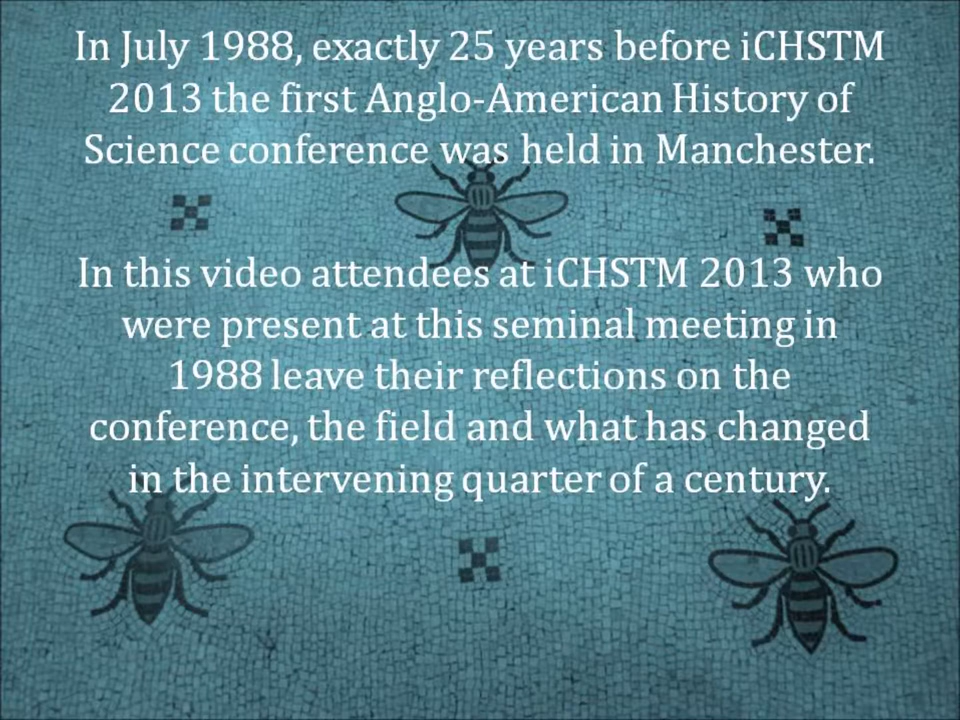 In July 1988, exactly 25 years before iCHSTM
2013 the first Anglo-American History of
Science conference was held in Manchester.
In this video attendees at iCHSTM 2013 who
were present at this seminal meeting in
1988 leave their reflections on the
conference, the field and what has changed
in the intervening quarter of a century.